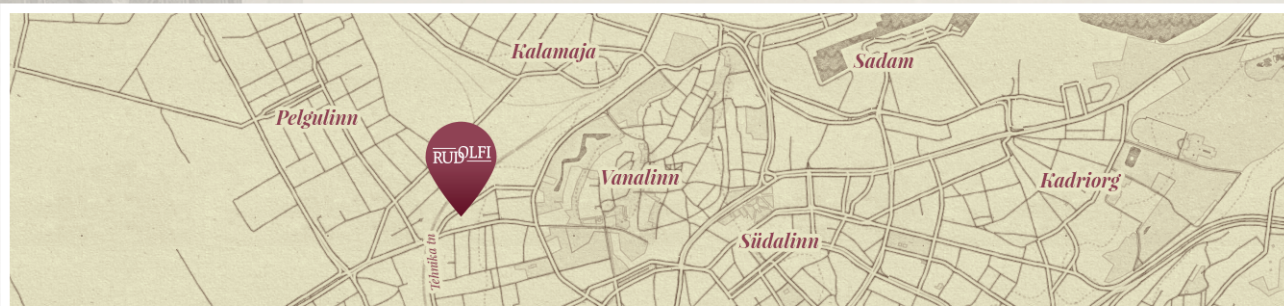 Kalamaja
Sadam
Pelgulinn
RUDOLFI
Vanalinn
Kadriorg
Südalinn
Tehnika tn